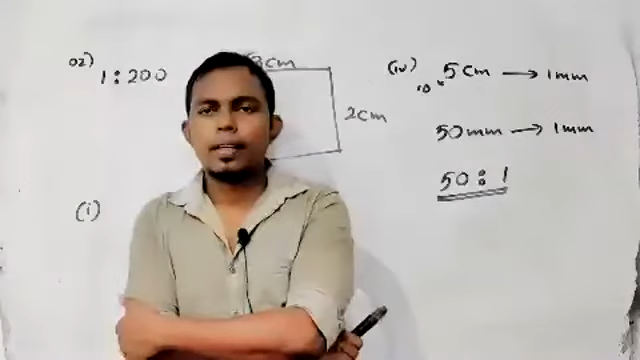 02)
1:200
cm
2cm
(i)
(iv) 5cm → 1mm
50mm → 1mm
50:1